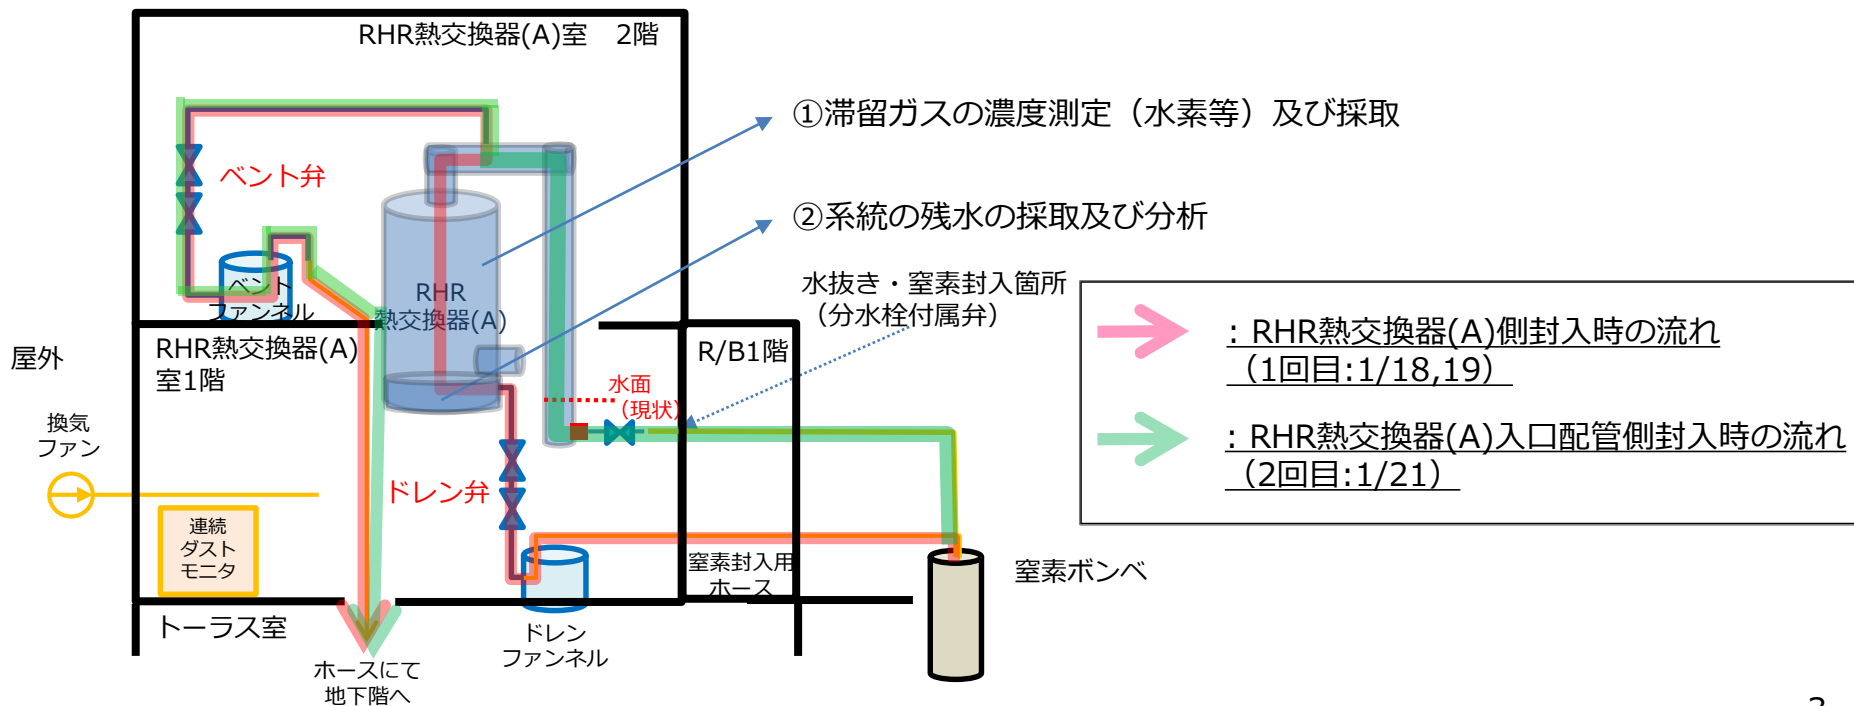 RHR熱交換器(A)室　2階
①滞留ガスの濃度測定（水素等）及び採取
ベント弁
②系統の残水の採取及び分析
水抜き・窒素封入箇所
（分水栓付属弁）
ベント
ファンネル
RHR
熱交換器(A)
: RHR熱交換器(A)側封入時の流れ
（1回目:1/18,19）
: RHR熱交換器(A)入口配管側封入時の流れ
（2回目:1/21）
屋外
RHR熱交換器(A)
室1階
R/B1階
水面
（現状）
換気
ファン
ドレン弁
連続
ダスト
モニタ
窒素封入用
ホース
窒素ボンベ
トーラス室
ドレン
ファンネル
ホースにて
地下階へ